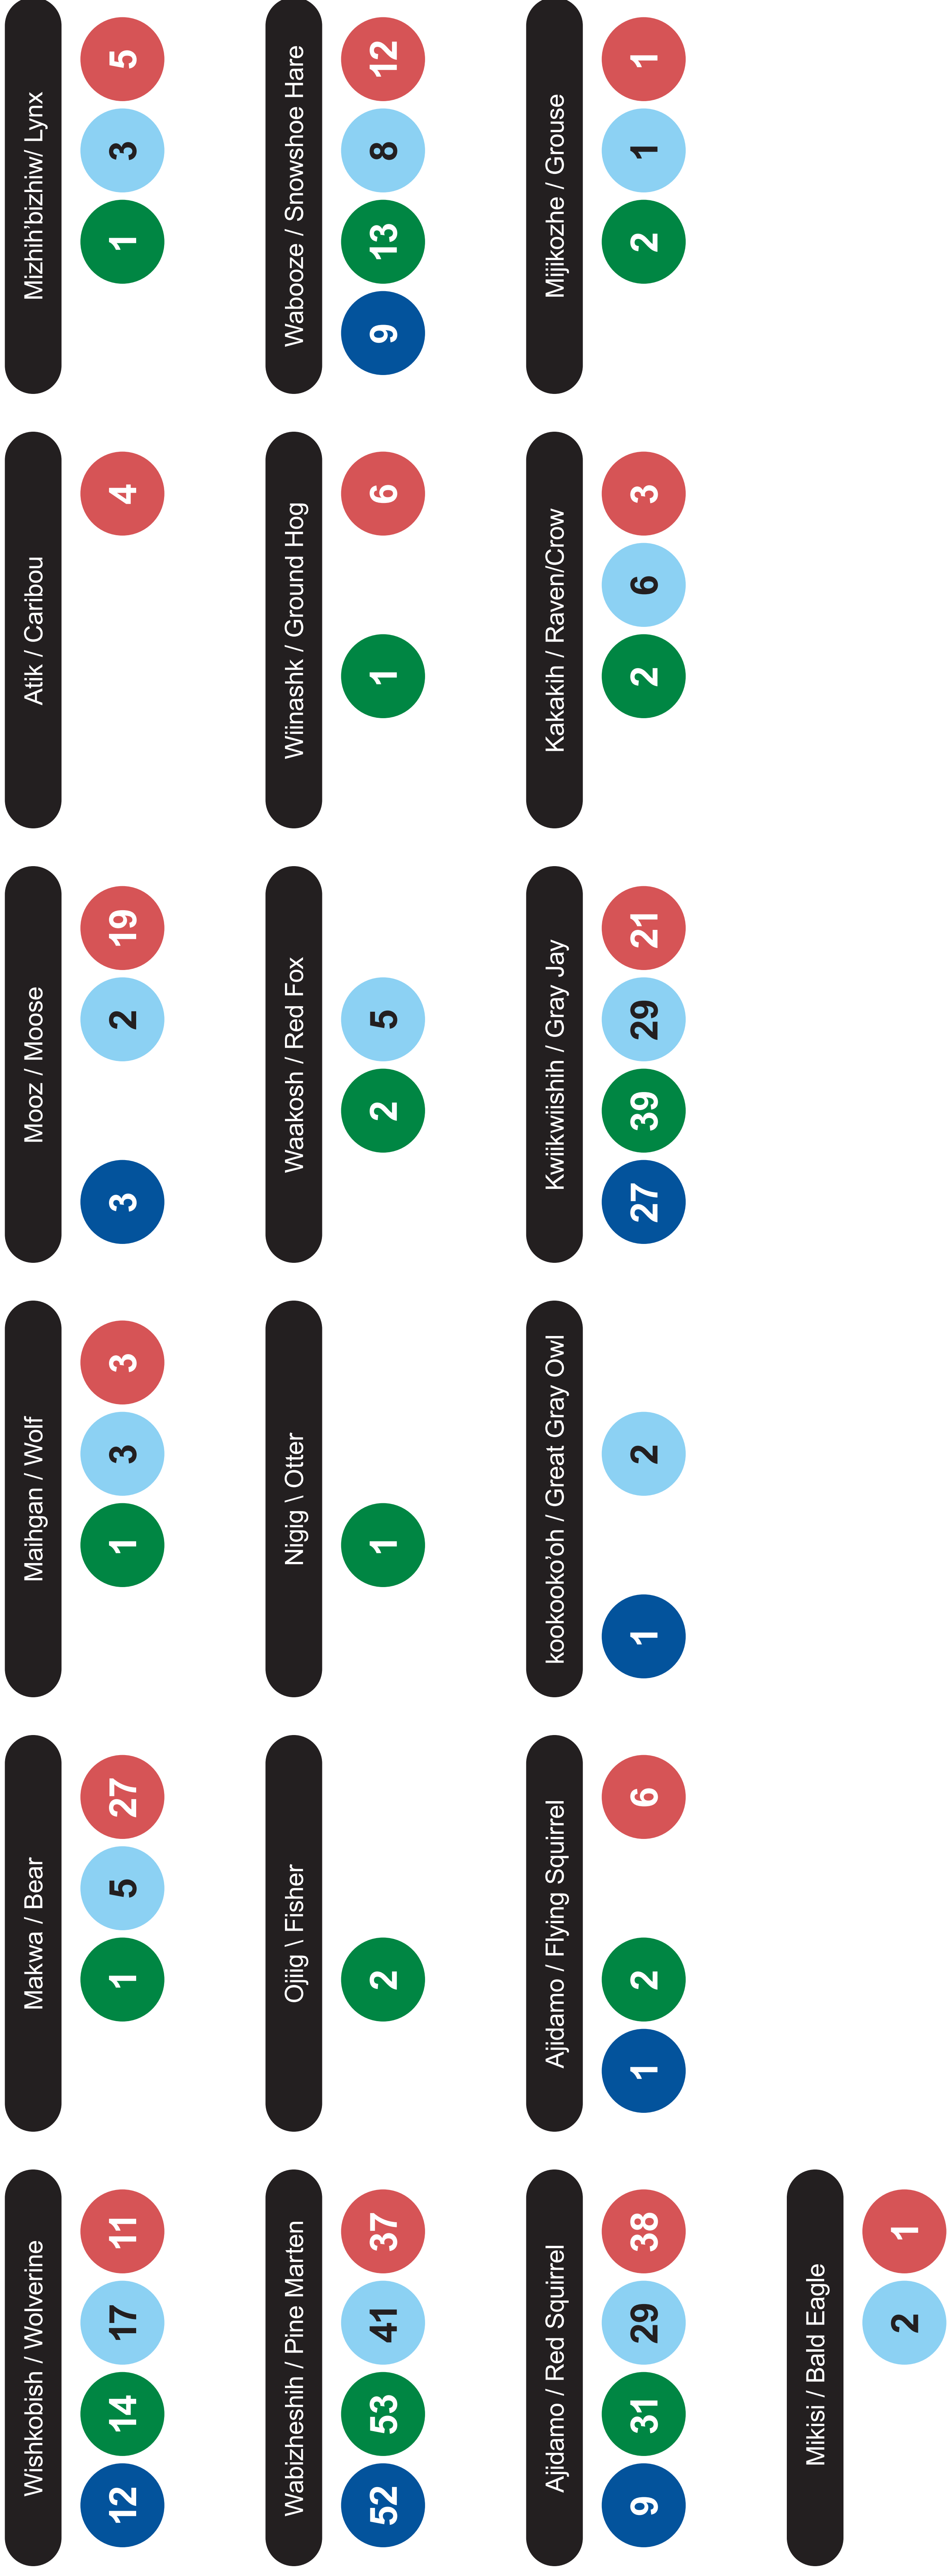 Wishkobish / Wolverine
12 14 17 11
Makwa / Bear
1 5 27
Maihgan / Wolf
1 3 3
Mooz / Moose
3 2 19
Atik / Caribou
4
Mizhih'bizhiw/ Lynx
1 3 5
Wabizheshih / Pine Marten
52 53 41 37
Ojiig \ Fisher
2
Nigig \ Otter
1
Waakosh / Red Fox
2 5
Wiinashk / Ground Hog
1 6
Wabooze / Snowshoe Hare
9 13 8 12
Ajidamo / Red Squirrel
9 31 29 38
Ajidamo / Flying Squirrel
1 2 6
kookooko'oh / Great Gray Owl
1 2
Kwiikwiishih / Gray Jay
27 39 29 21
Kakakih / Raven/Crow
2 6 3
Mijikozhe / Grouse
2 1 1
Mikisi / Bald Eagle
2 1